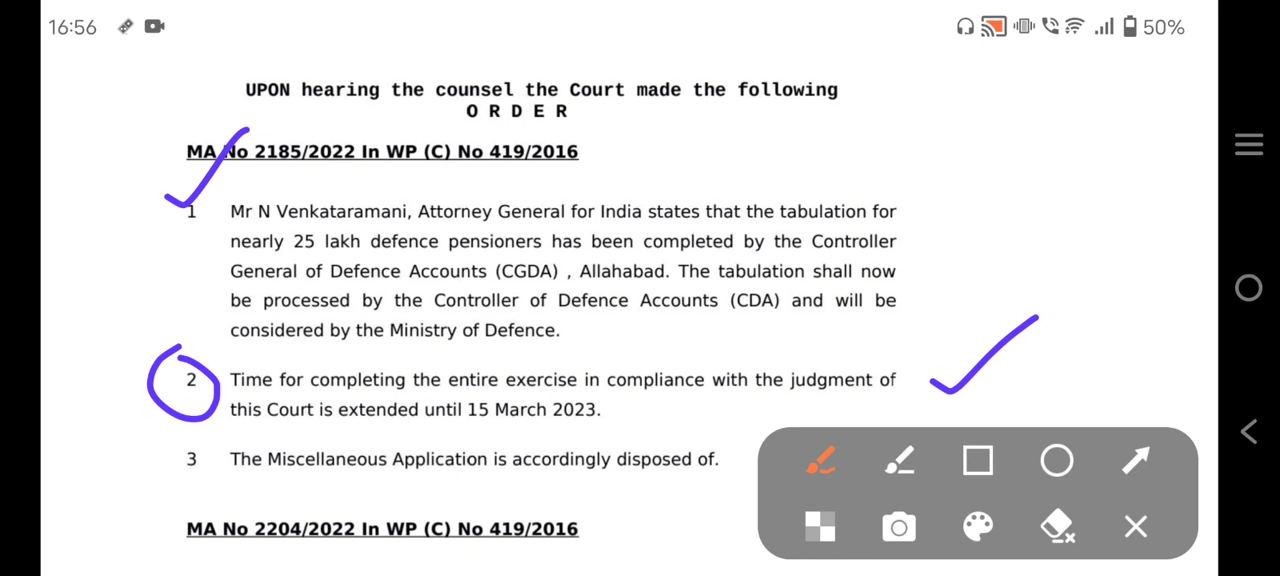 16:56
50%
UPON hearing the counsel the Court made the following
O R D E R
MA No 2185/2022 In WP (C) No 419/2016
1 Mr N Venkataramani, Attorney General for India states that the tabulation for
nearly 25 lakh defence pensioners has been completed by the Controller
General of Defence Accounts (CGDA) , Allahabad. The tabulation shall now
be processed by the Controller of Defence Accounts (CDA) and will be
considered by the Ministry of Defence.
2 Time for completing the entire exercise in compliance with the judgment of
this Court is extended until 15 March 2023.
3 The Miscellaneous Application is accordingly disposed of.
MA No 2204/2022 In WP (C) No 419/2016